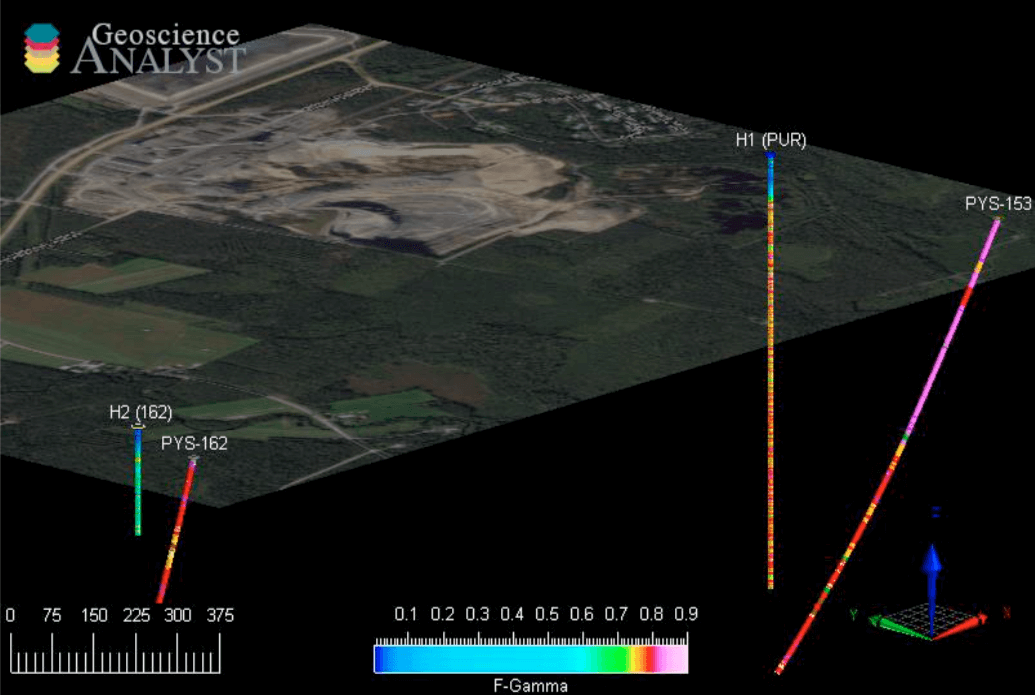 Geoscience
ANALYST
H1 (PUR)
PYS-153
H2 (162)
PYS-162
0 75 150 225 300 375
0.1 0.2 0.3 0.4 0.5 0.6 0.7 0.8 0.9
F-Gamma
Z
Y
X